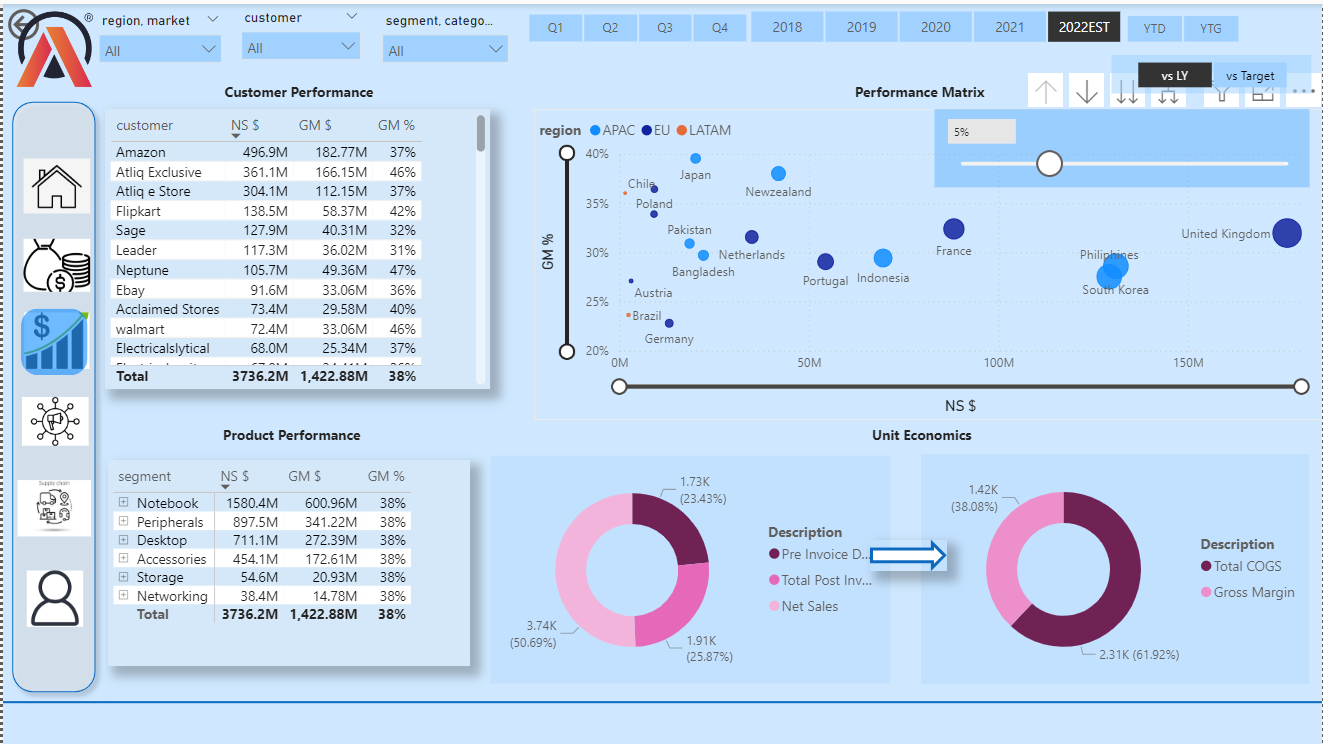 ®
region, market
customer
segment, catego...
All
All
All
Q1
Q2
Q3
Q4
2018
2019
2020
2021
2022EST
YTD
YTG
vs LY
vs Target
Customer Performance
customer NS $ GM $ GM %
Amazon 496.9M 182.77M 37%
Atliq Exclusive 361.1M 166.15M 46%
Atliq e Store 304.1M 112.15M 37%
Flipkart 138.5M 58.37M 42%
Sage 127.9M 40.31M 32%
Leader 117.3M 36.02M 31%
Neptune 105.7M 49.36M 47%
Ebay 91.6M 33.06M 36%
Acclaimed Stores 73.4M 29.58M 40%
walmart 72.4M 33.06M 46%
Electricalslytical 68.0M 25.34M 37%
Total 3736.2M 1,422.88M 38%
Performance Matrix
region APAC EU LATAM
5%
GM %
40%
35%
30%
25%
20%
Japan
Newzealand
Chile
Poland
Pakistan
Netherlands
Bangladesh
Portugal
Indonesia
France
United Kingdom
Philiphines
South Korea
Austria
Brazil
Germany
0M
50M
100M
150M
NS $
Supply chain
Product Performance
segment NS $ GM $ GM %
Notebook 1580.4M 600.96M 38%
Peripherals 897.5M 341.22M 38%
Desktop 711.1M 272.39M 38%
Accessories 454.1M 172.61M 38%
Storage 54.6M 20.93M 38%
Networking 38.4M 14.78M 38%
Total 3736.2M 1,422.88M 38%
Unit Economics
1.73K
(23.43%)
3.74K
(50.69%)
1.91K
(25.87%)
Description
Pre Invoice D...
Total Post Inv...
Net Sales
1.42K
(38.08%)
2.31K (61.92%)
Description
Total COGS
Gross Margin